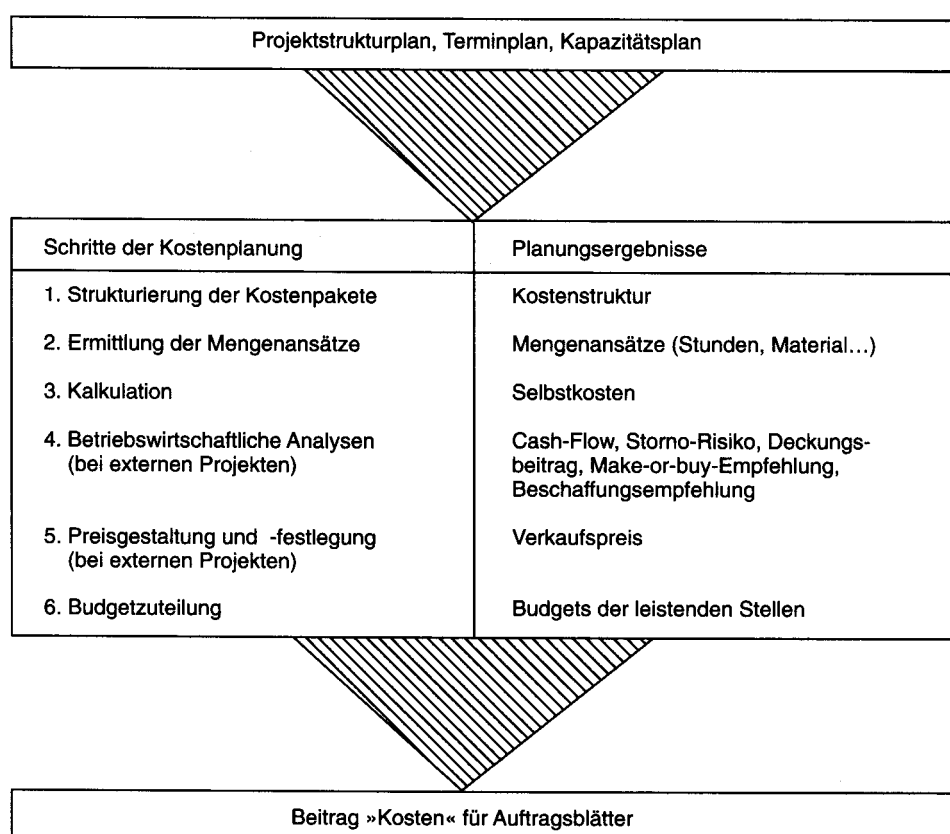 Projektstrukturplan, Terminplan, Kapazitätsplan
Schritte der Kostenplanung
Planungsergebnisse
1. Strukturierung der Kostenpakete
Kostenstruktur
2. Ermittlung der Mengenansätze
Mengenansätze (Stunden, Material...)
3. Kalkulation
Selbstkosten
4. Betriebswirtschaftliche Analysen
(bei externen Projekten)
Cash-Flow, Storno-Risiko, Deckungs-
beitrag, Make-or-buy-Empfehlung,
Beschaffungsempfehlung
5. Preisgestaltung und -festlegung
(bei externen Projekten)
Verkaufspreis
6. Budgetzuteilung
Budgets der leistenden Stellen
Beitrag »Kosten« für Auftragsblätter